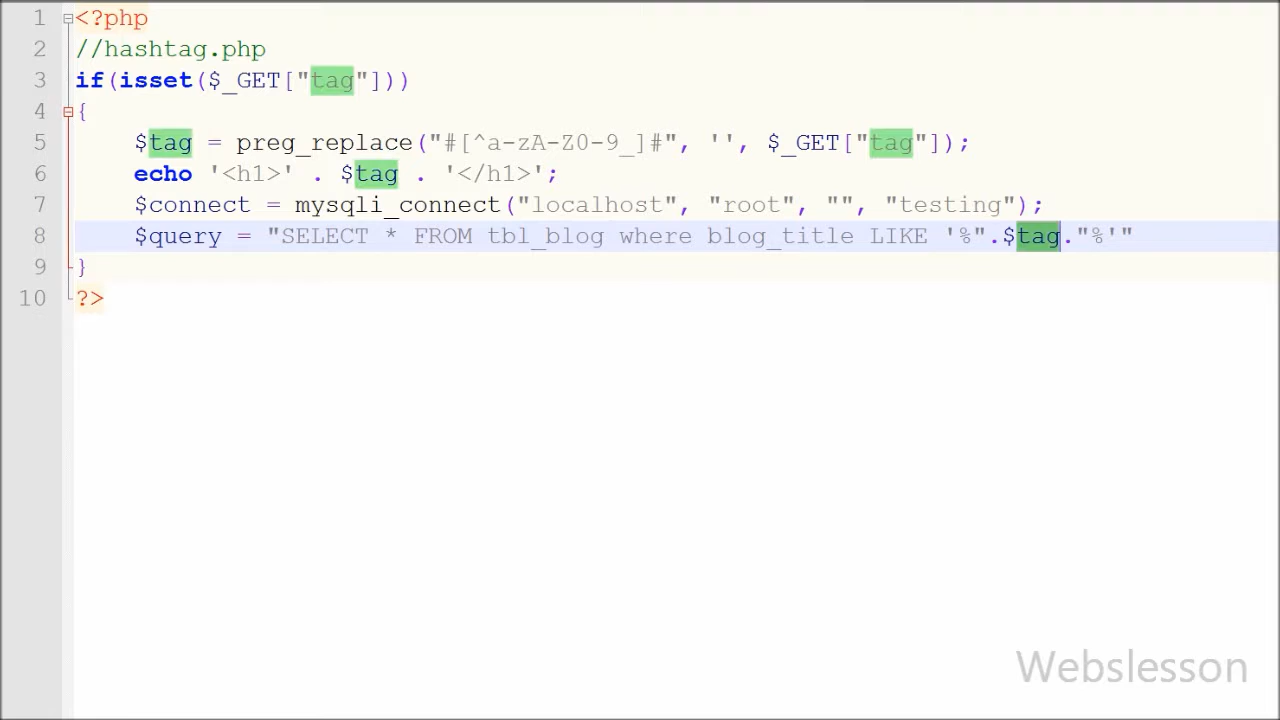 1 <?php
2 //hashtag.php
3 if(isset($_GET["tag"]))
4 {
5 $tag = preg_replace("#[^a-zA-Z0-9_]#", '', $_GET["tag"]);
6 echo '<h1>' . $tag . '</h1>';
7 $connect = mysqli_connect("localhost", "root", "", "testing");
8 $query = "SELECT * FROM tbl_blog where blog_title LIKE '%".$tag."%'"
9 }
10 ?>
Webslesson